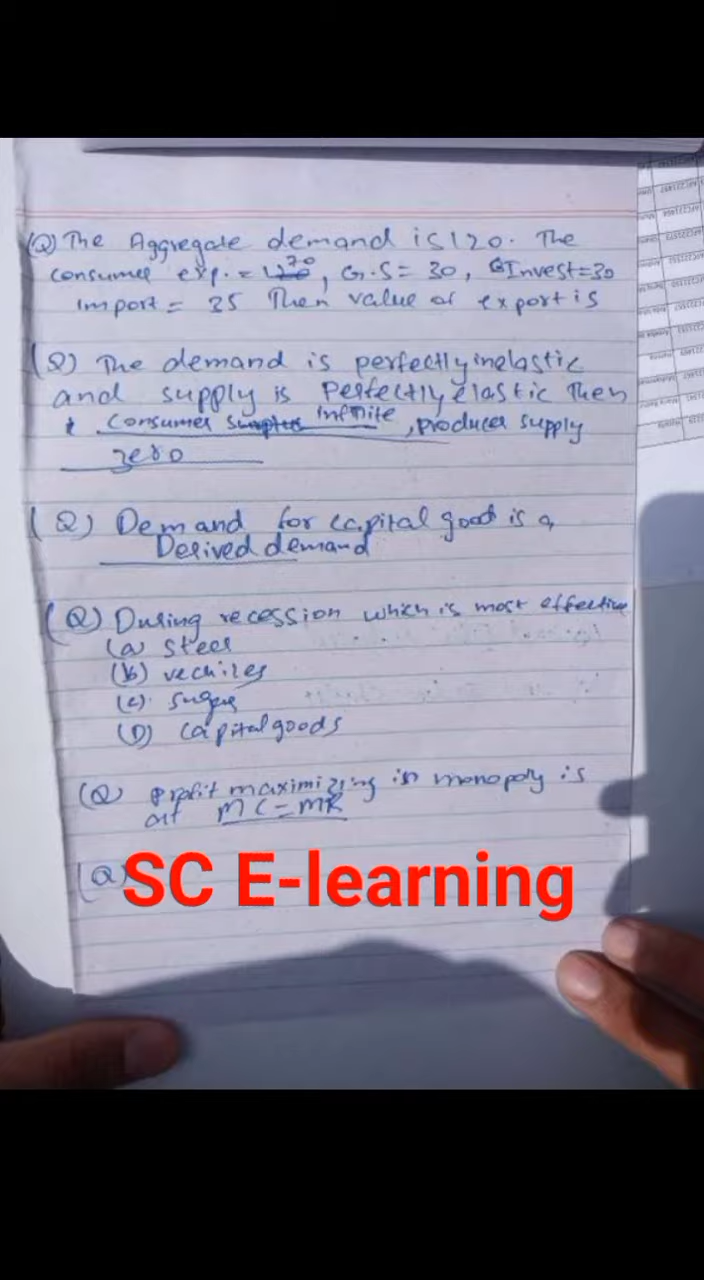 (Q) The Aggregate demand is 120. The
consumer exp. = 70, G.S = 30, Invest=30
import = 35 Then value of export is
(Q) The demand is perfectly inelastic
and supply is Perfectly elastic then
Consumer infinite, producer supply
zero
(Q) Demand for capital good is a
Derived demand
(Q) During recession which is most effective
(a) steel
(b) vechiles
(c). suger
(D) capital goods
(Q) profit maximizing in monopoly is
at MC = MR
(Q)
SC E-learning